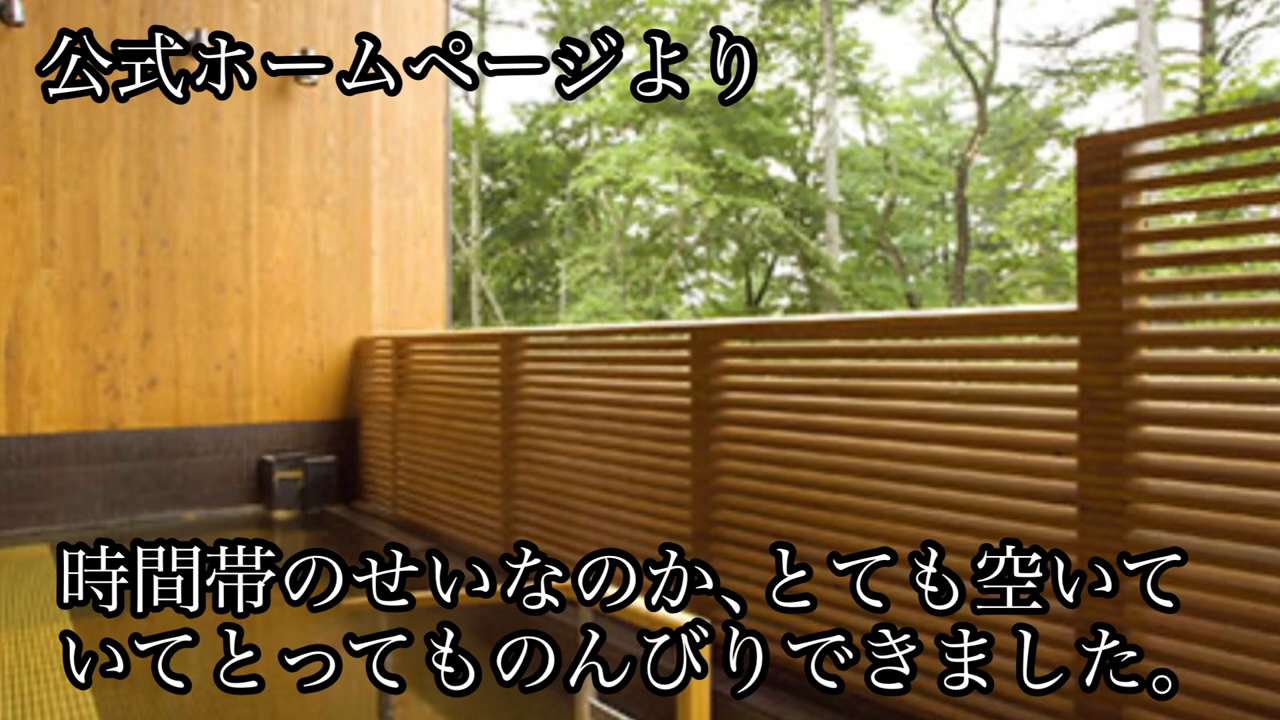 公式ホームページより
時間帯のせいなのか、とても空いて
いてとってものんびりできました。